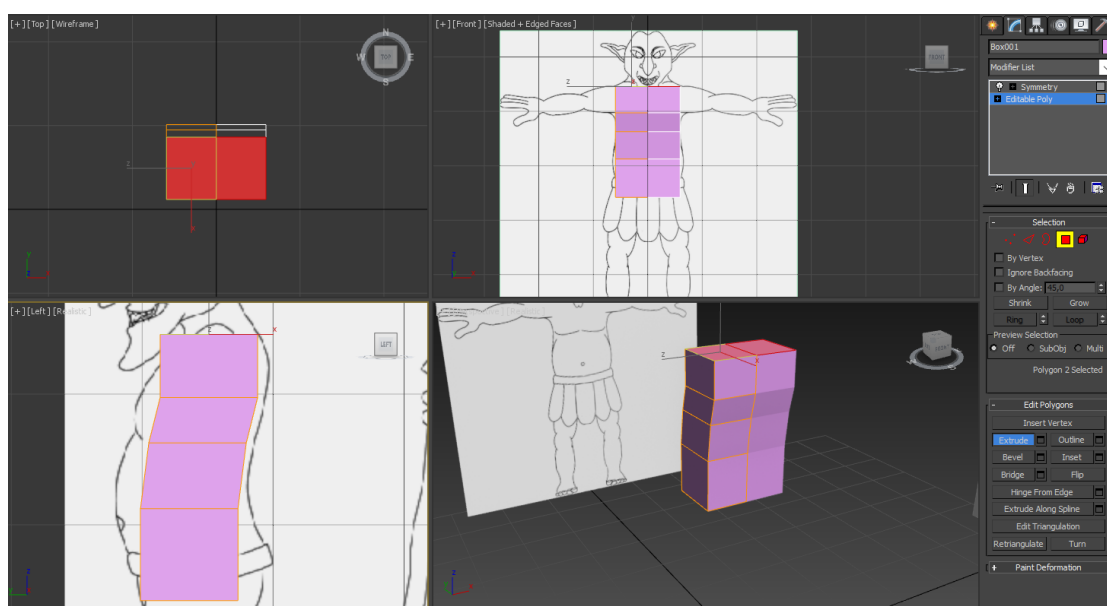 [+][Top][Wireframe]
N
W TOP E
S
[+][Front][Shaded + Edged Faces]
FRONT
Box001
Modifier List
Symmetry
Editable Poly
Selection
By Vertex
Ignore Backfacing
By Angle: 45,0
Shrink Grow
Ring Loop
Preview Selection
Off SubObj Multi
Polygon 2 Selected
Edit Polygons
Insert Vertex
Extrude Outline
Bevel Inset
Bridge Flip
Hinge From Edge
Extrude Along Spline
Edit Triangulation
Retriangulate Turn
Paint Deformation
[+][Left][Realistic]
LEFT
FRONT
z
x
y